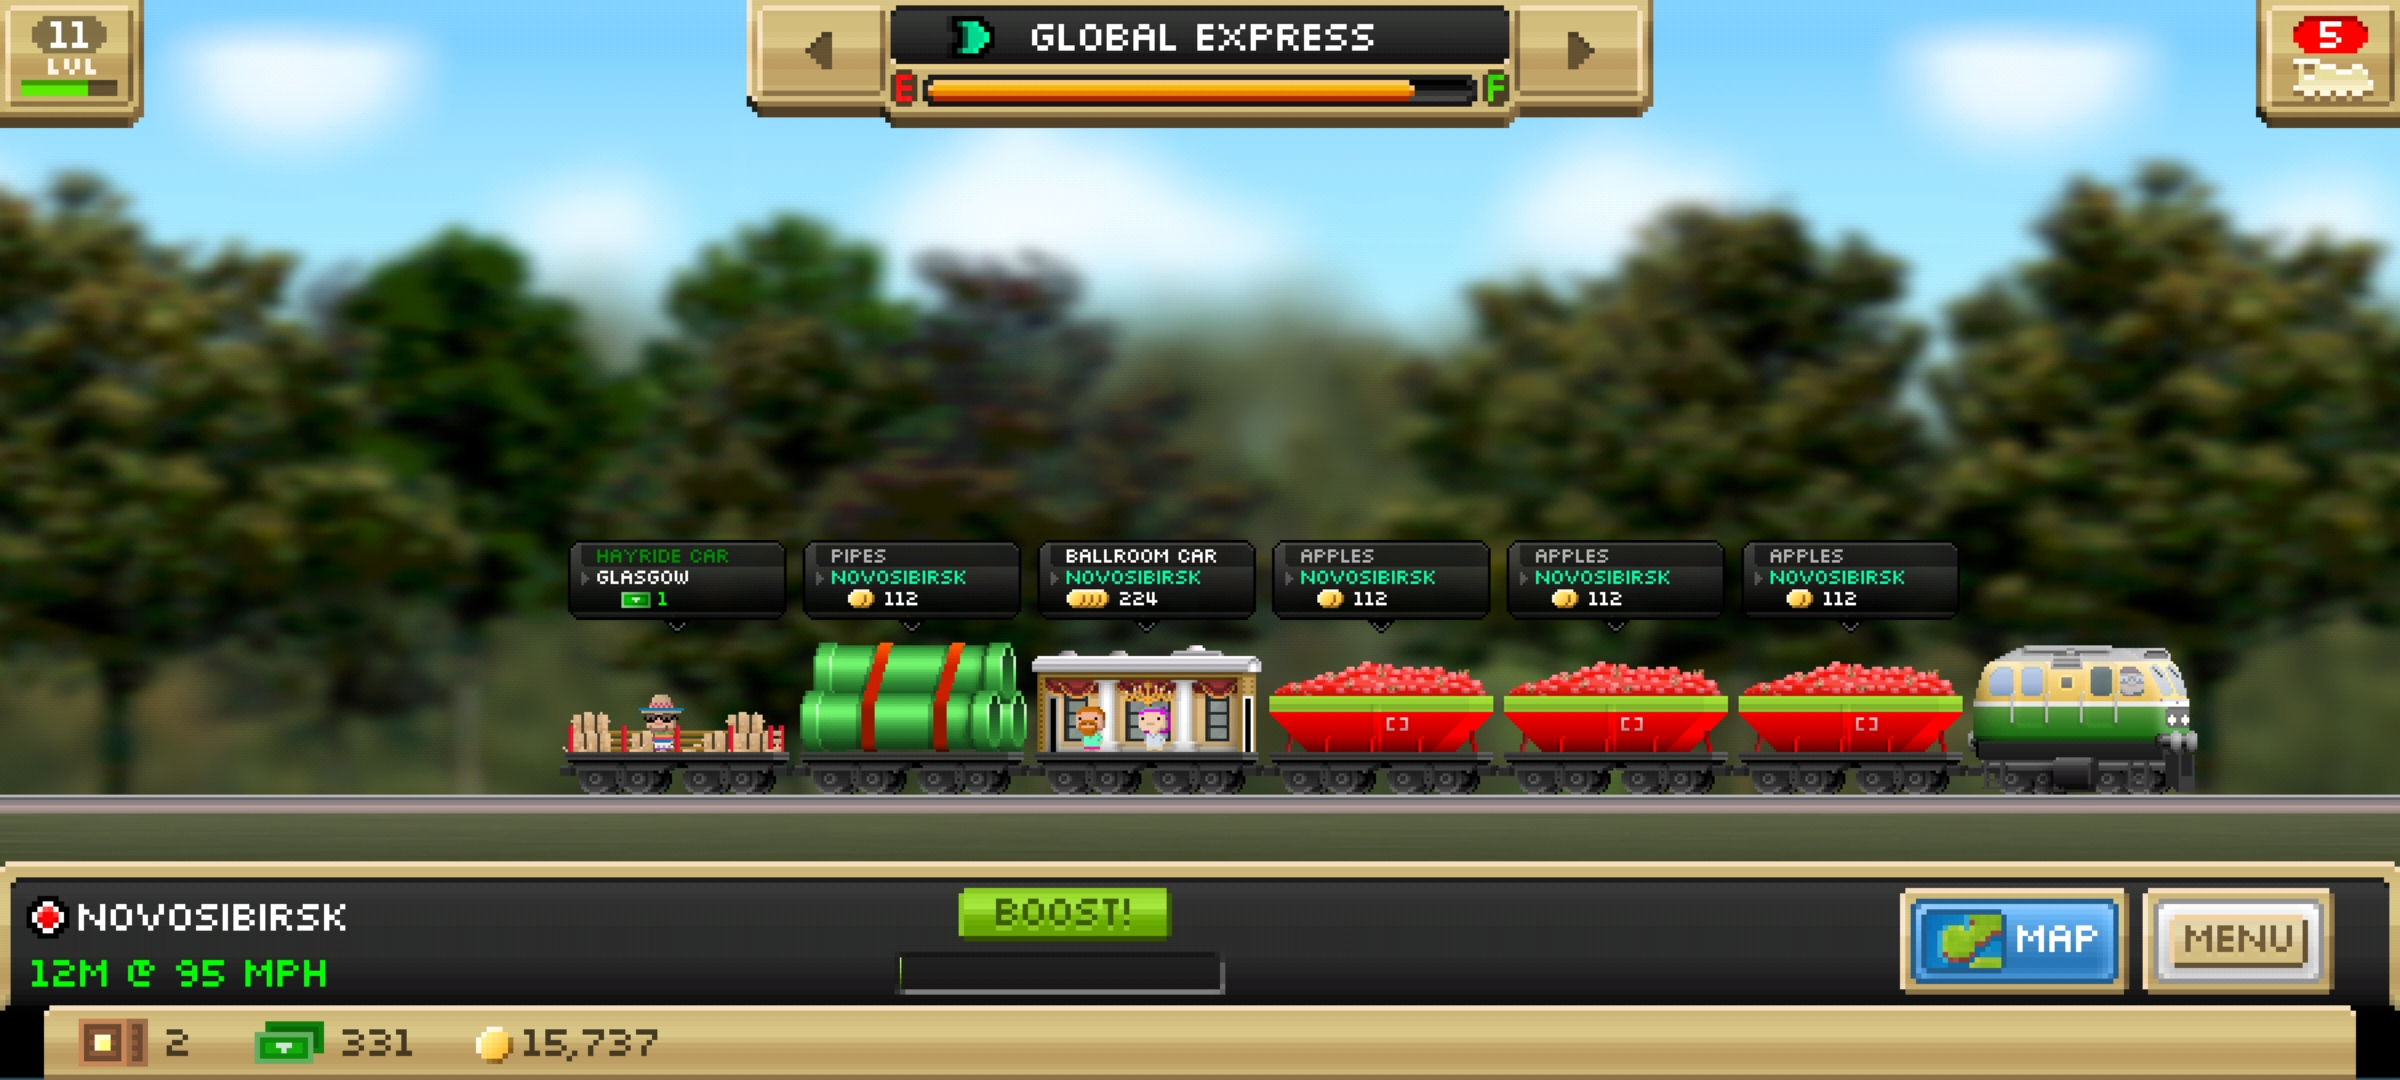 11
LVL
GLOBAL EXPRESS
E F
5
HAYRIDE CAR
GLASGOW
1
PIPES
NOVOSIBIRSK
112
BALLROOM CAR
NOVOSIBIRSK
224
APPLES
NOVOSIBIRSK
112
APPLES
NOVOSIBIRSK
112
APPLES
NOVOSIBIRSK
112
NOVOSIBIRSK
12M @ 95 MPH
BOOST!
MAP
MENU
2
331
15,737